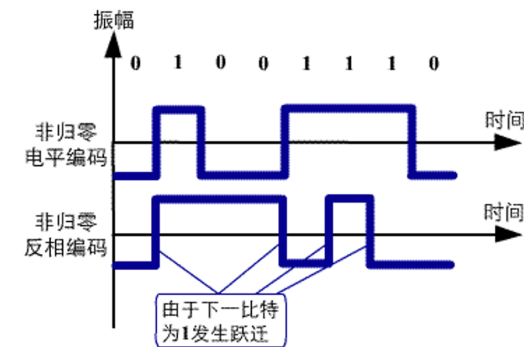 振幅
0 1 0 0 1 1 1 0
非归零
电平编码
时间
非归零
反相编码
时间
由于下一比特
为1发生跃迁